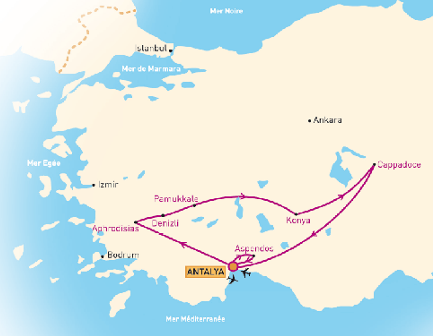 Mer Noire
Istanbul
Mer de Marmara
Ankara
Mer Egée
Cappadoce
Izmir
Pamukkale
Aphrodisias
Denizli
Konya
Aspendos
Bodrum
ANTALYA
Mer Méditerranée